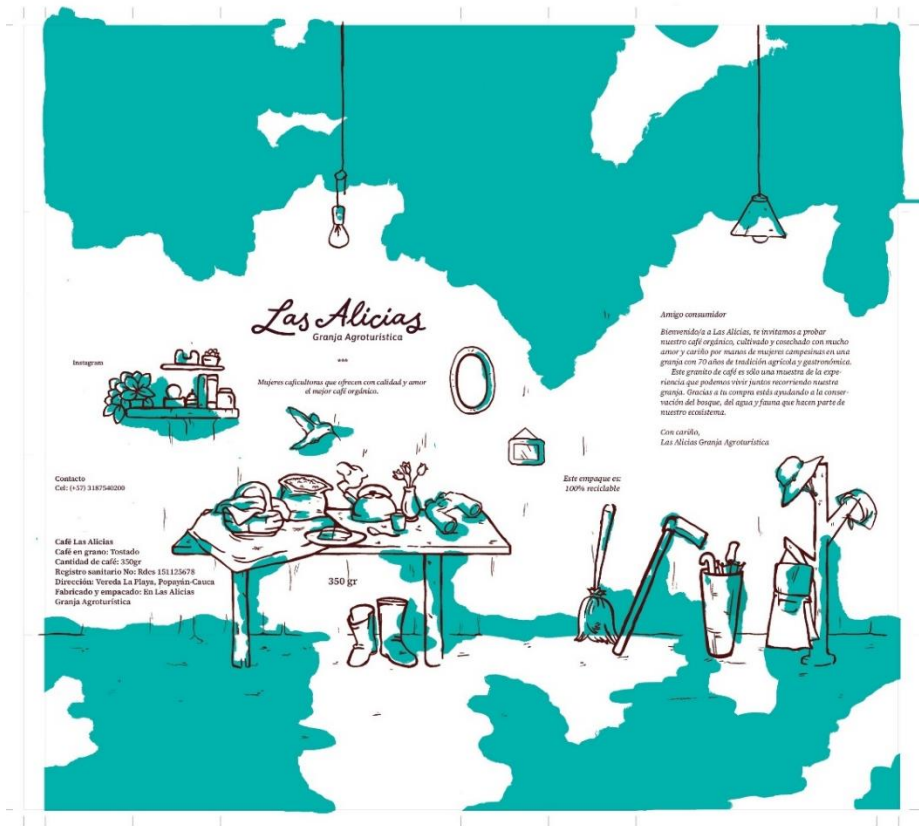 Las Alicias
Granja Agroturística
***
Mujeres caficultoras que ofrecen con calidad y amor
el mejor café orgánico.
Instagram
Contacto
Cel: (+57) 3187540200
Café Las Alicias
Café en grano: Tostado
Cantidad de café: 350gr
Registro sanitario No: Rdes 151125678
Dirección: Vereda La Playa, Popayán-Cauca
Fabricado y empacado: En Las Alicias
Granja Agroturística
350 gr
Este empaque es:
100% reciclable
Amigo consumidor
Bienvenido/a a Las Alicias, te invitamos a probar
nuestro café orgánico, cultivado y cosechado con mucho
amor y cariño por manos de mujeres campesinas en una
granja con 70 años de tradición agrícola y gastronómica.
Este granito de café es sólo una muestra de la expe-
riencia que podemos vivir juntos recorriendo nuestra
granja. Gracias a tu compra estés ayudando a la conser-
vación del bosque, del agua y fauna que hacen parte de
nuestro ecosistema.
Con cariño,
Las Alicias Granja Agroturística